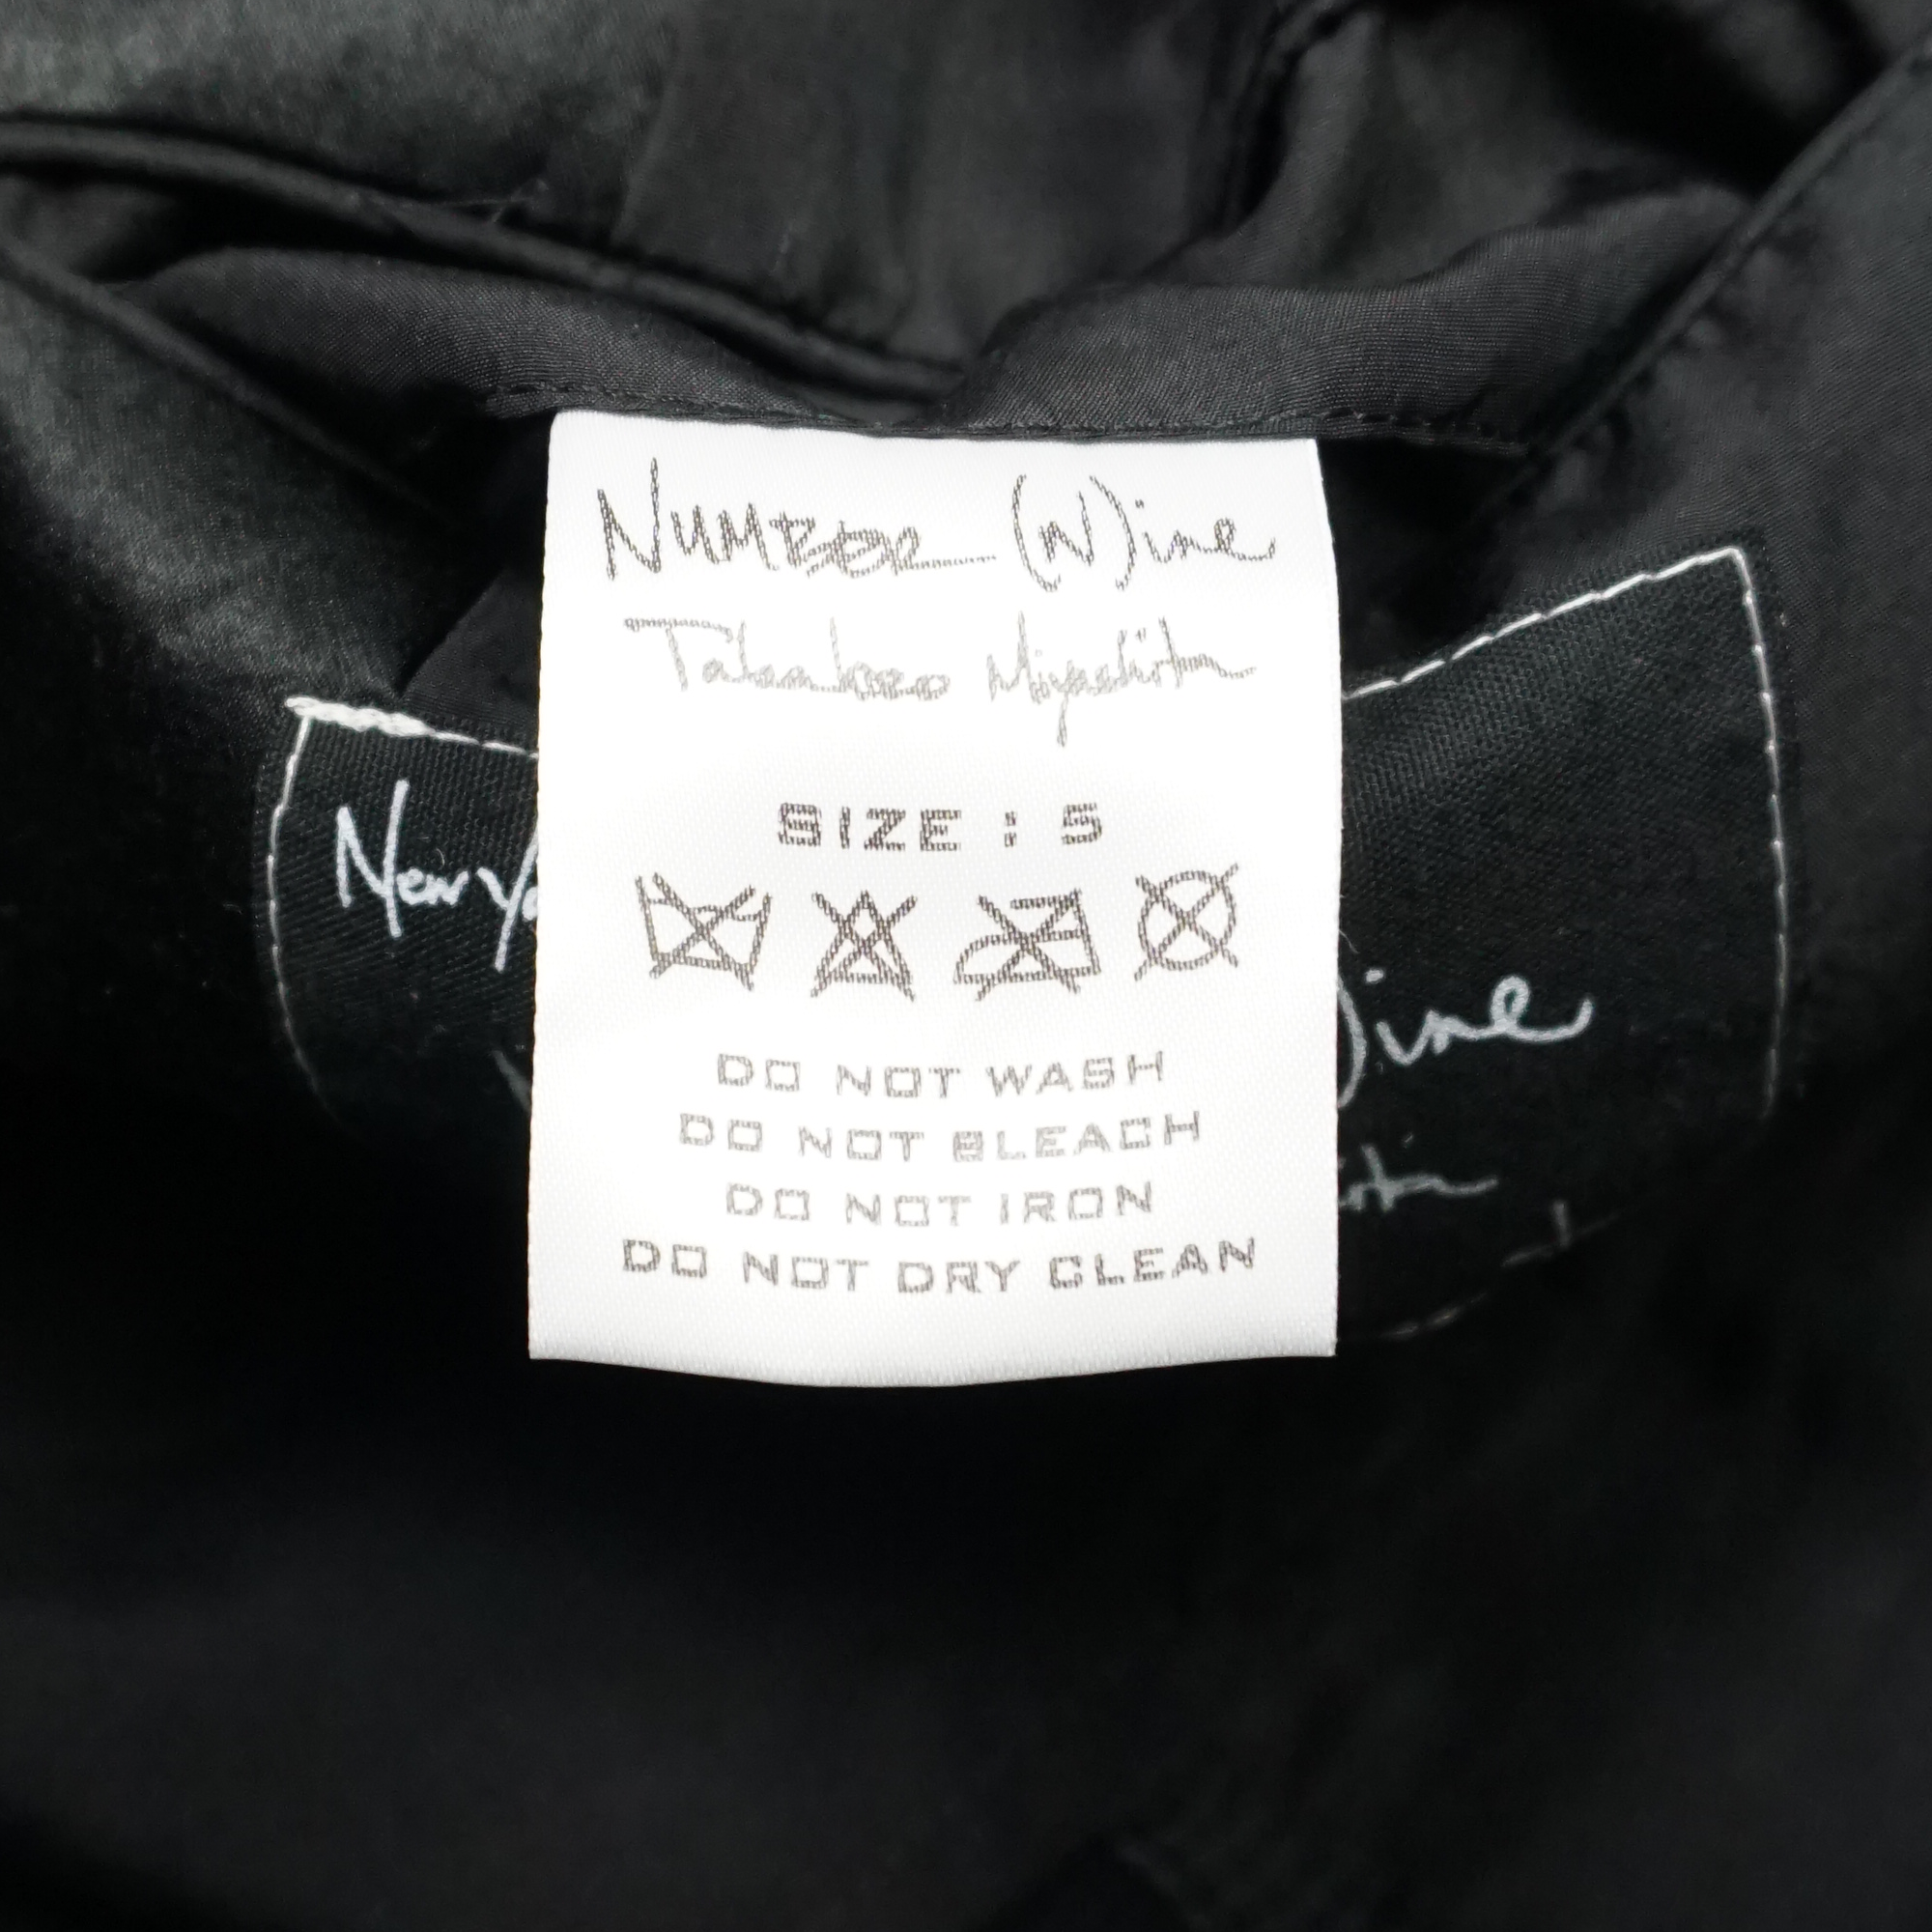 Number (N)ine
Takahiro Miyashita
SIZE : 5
DO NOT WASH
DO NOT BLEACH
DO NOT IRON
DO NOT DRY CLEAN
New Yo
)ine